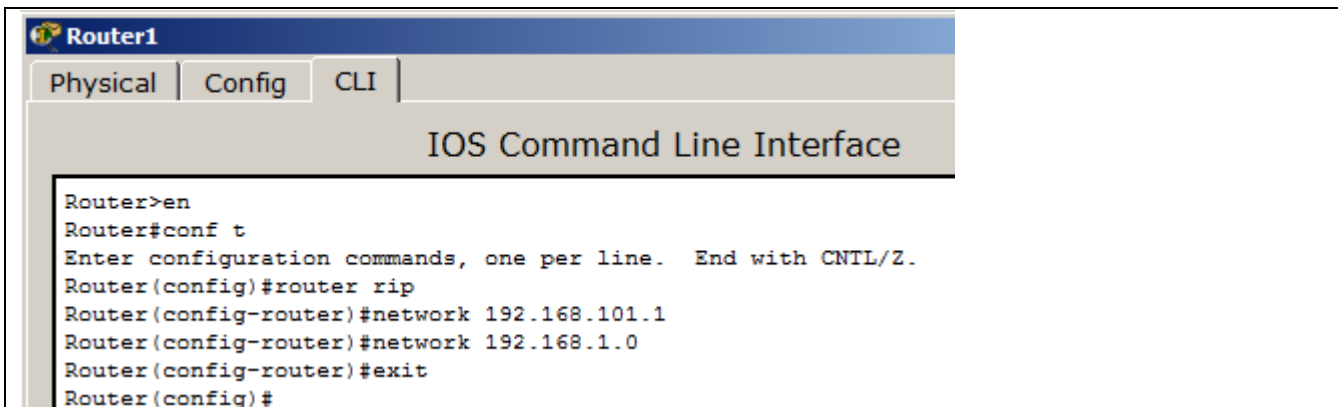 Router1
Physical Config CLI
IOS Command Line Interface
Router>en
Router#conf t
Enter configuration commands, one per line.  End with CNTL/Z.
Router(config)#router rip
Router(config-router)#network 192.168.101.1
Router(config-router)#network 192.168.1.0
Router(config-router)#exit
Router(config)#